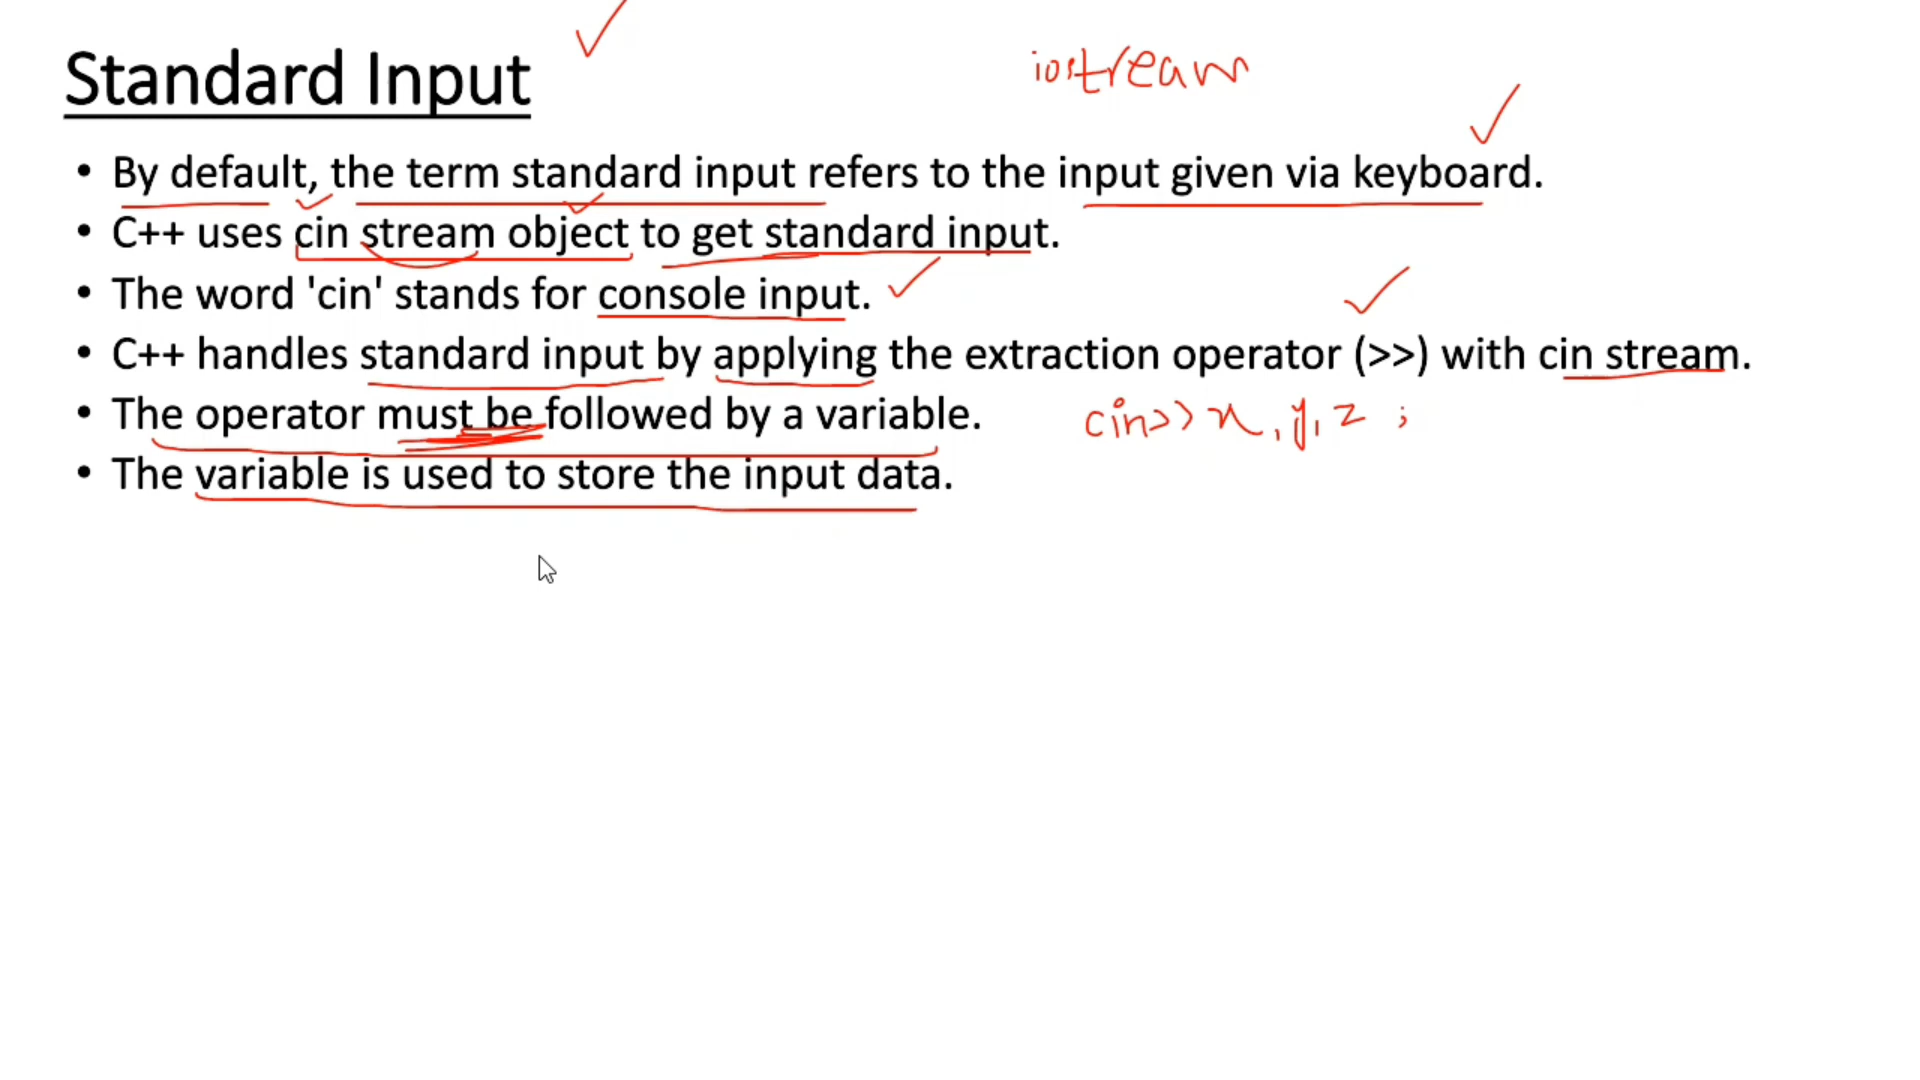 Standard Input
iostream
• By default, the term standard input refers to the input given via keyboard.
• C++ uses cin stream object to get standard input.
• The word 'cin' stands for console input.
• C++ handles standard input by applying the extraction operator (>>) with cin stream.
• The operator must be followed by a variable.
cin>> x, y, z ;
• The variable is used to store the input data.